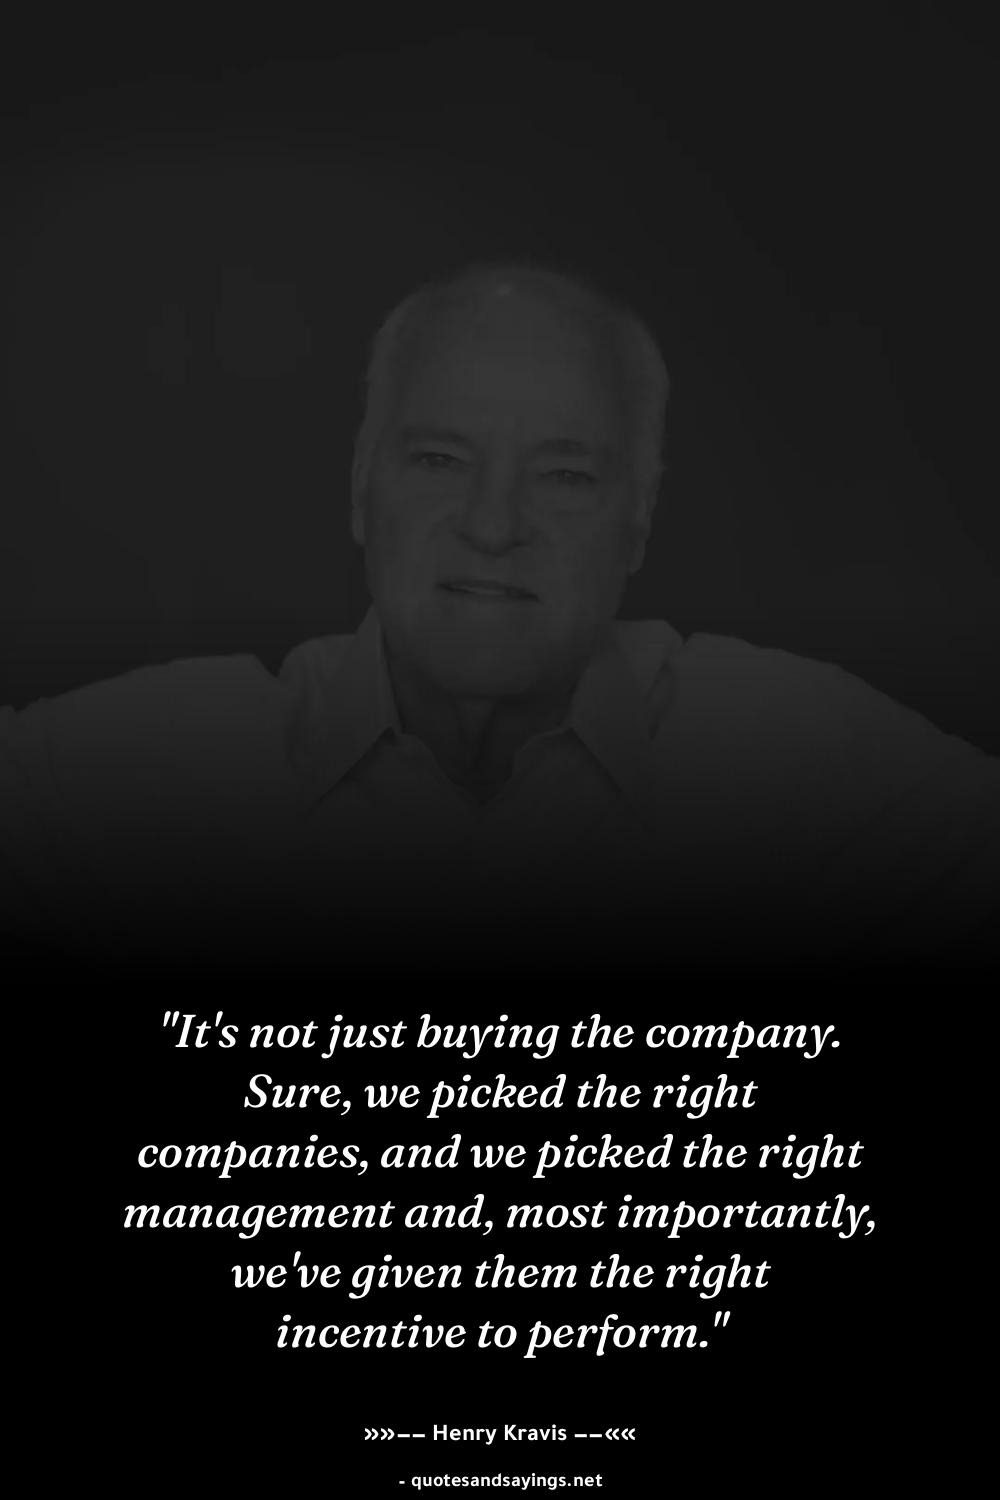 "It's not just buying the company.
Sure, we picked the right
companies, and we picked the right
management and, most importantly,
we've given them the right
incentive to perform."
»»−− Henry Kravis −−««
- quotesandsayings.net